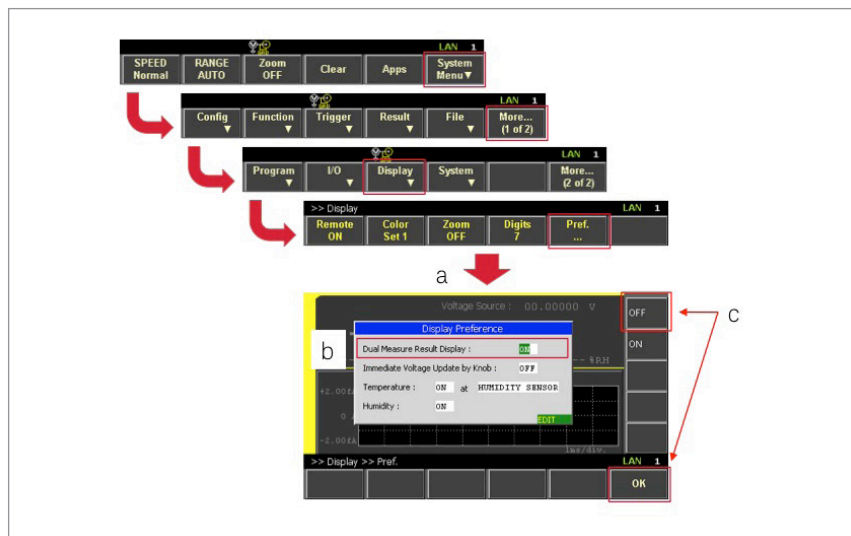 LAN 1
SPEED Normal RANGE AUTO Zoom OFF Clear Apps System Menu▼
LAN 1
Config ▼ Function ▼ Trigger ▼ Result ▼ File ▼ More... (1 of 2)
LAN 1
Program ▼ I/O ▼ Display ▼ System ▼ More... (2 of 2)
>> Display LAN 1
Remote ON Color Set 1 Zoom OFF Digits 7 Pref. ...
a
Voltage Source : 00.00000 V
OFF
C
Display Preference
b
Dual Measure Result Display : ON
ON
%RH
Immediate Voltage Update by Knob : OFF
Temperature : ON at HUMIDITY SENSOR
+2.00fA
Humidity : ON
0
EDIT
-2.00fA
1ms/div.
>> Display >> Pref. LAN 1
OK